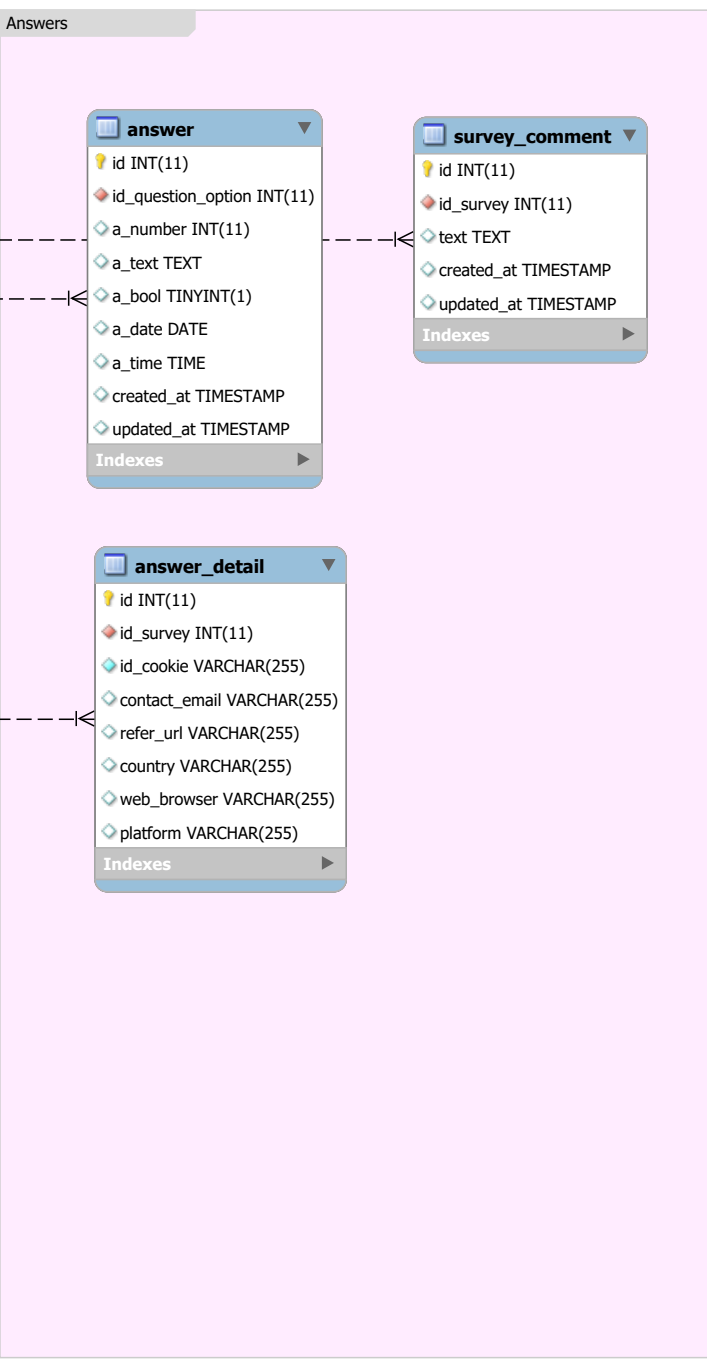 Answers
answer
id INT(11)
id_question_option INT(11)
a_number INT(11)
a_text TEXT
a_bool TINYINT(1)
a_date DATE
a_time TIME
created_at TIMESTAMP
updated_at TIMESTAMP
Indexes
survey_comment
id INT(11)
id_survey INT(11)
text TEXT
created_at TIMESTAMP
updated_at TIMESTAMP
Indexes
answer_detail
id INT(11)
id_survey INT(11)
id_cookie VARCHAR(255)
contact_email VARCHAR(255)
refer_url VARCHAR(255)
country VARCHAR(255)
web_browser VARCHAR(255)
platform VARCHAR(255)
Indexes